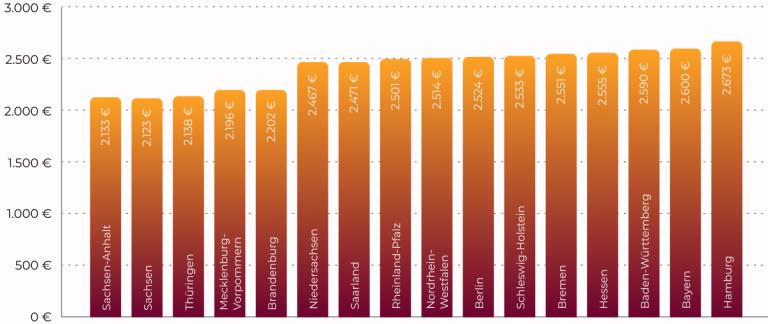 3.000 €
2.500 €
2.000 €
1.500 €
1.000 €
500 €
0 €
2.133 €
Sachsen-Anhalt
2.123 €
Sachsen
2.138 €
Thüringen
2.196 €
Mecklenburg-
Vorpommern
2.202 €
Brandenburg
2.467 €
Niedersachsen
2.471 €
Saarland
2.501 €
Rheinland-Pfalz
2.514 €
Nordrhein-
Westfalen
2.524 €
Berlin
2.533 €
Schleswig-Holstein
2.551 €
Bremen
2.555 €
Hessen
2.590 €
Baden-Württemberg
2.600 €
Bayern
2.673 €
Hamburg